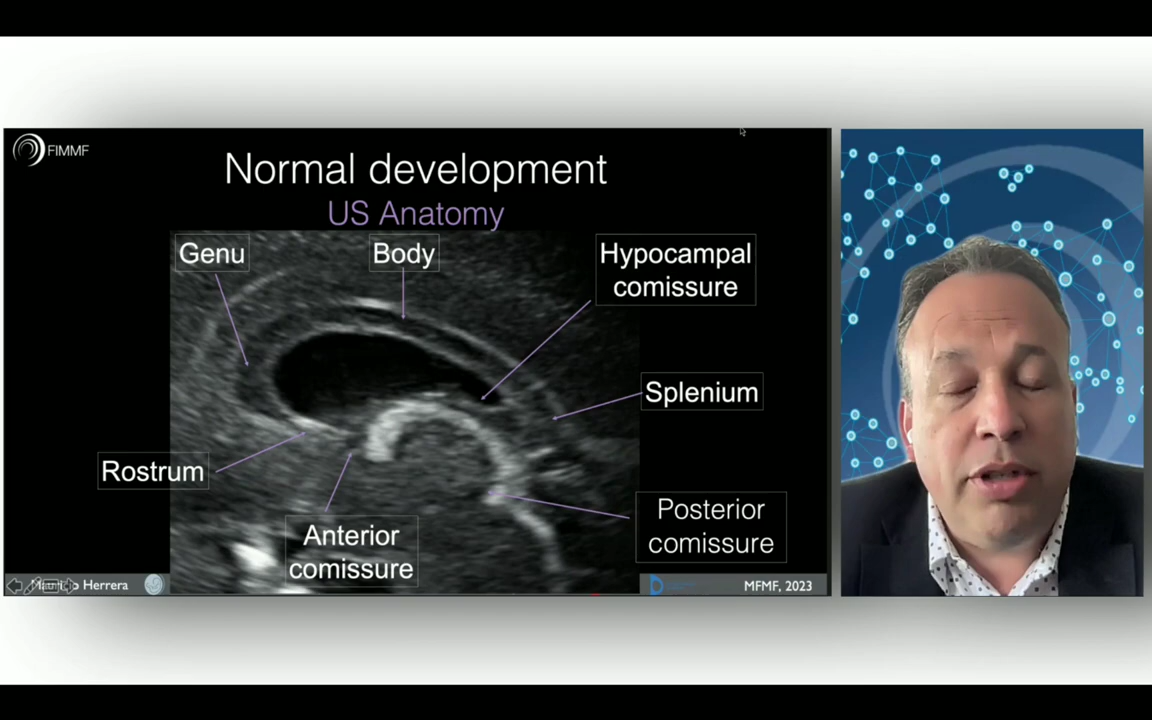 FIMMF
Normal development
US Anatomy
Genu
Body
Hypocampal
comissure
Splenium
Rostrum
Anterior
comissure
Posterior
comissure
Herrera
MFMF, 2023